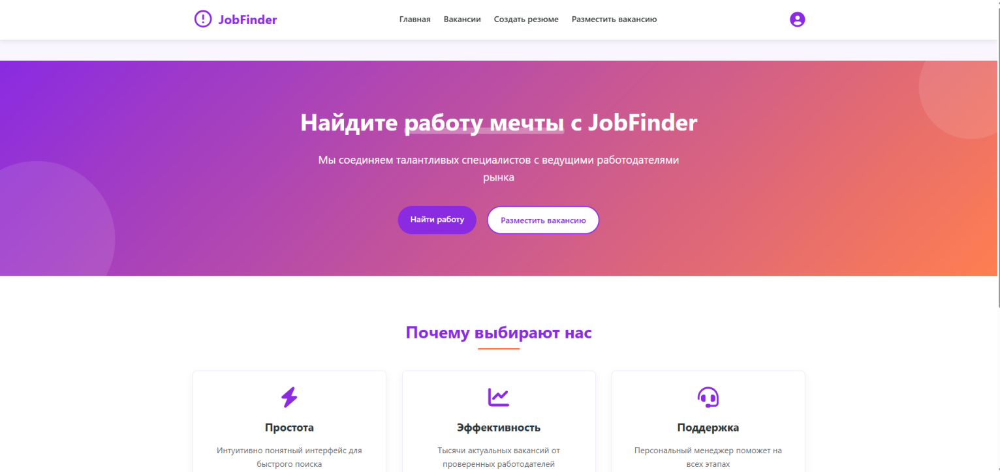 JobFinder
Главная Вакансии Создать резюме Разместить вакансию
Найдите работу мечты с JobFinder
Мы соединяем талантливых специалистов с ведущими работодателями
рынка
Найти работу
Разместить вакансию
Почему выбирают нас
Простота
Интуитивно понятный интерфейс для
быстрого поиска
Эффективность
Тысячи актуальных вакансий от
проверенных работодателей
Поддержка
Персональный менеджер поможет на
всех этапах